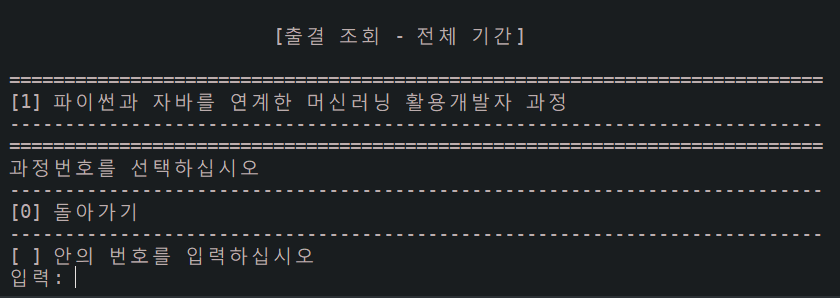 [출결 조회 - 전체 기간]
==========================================================================
[1] 파이썬과 자바를 연계한 머신러닝 활용개발자 과정
--------------------------------------------------------------------------
==========================================================================
과정번호를 선택하십시오
--------------------------------------------------------------------------
[0] 돌아가기
--------------------------------------------------------------------------
[ ] 안의 번호를 입력하십시오
입력: